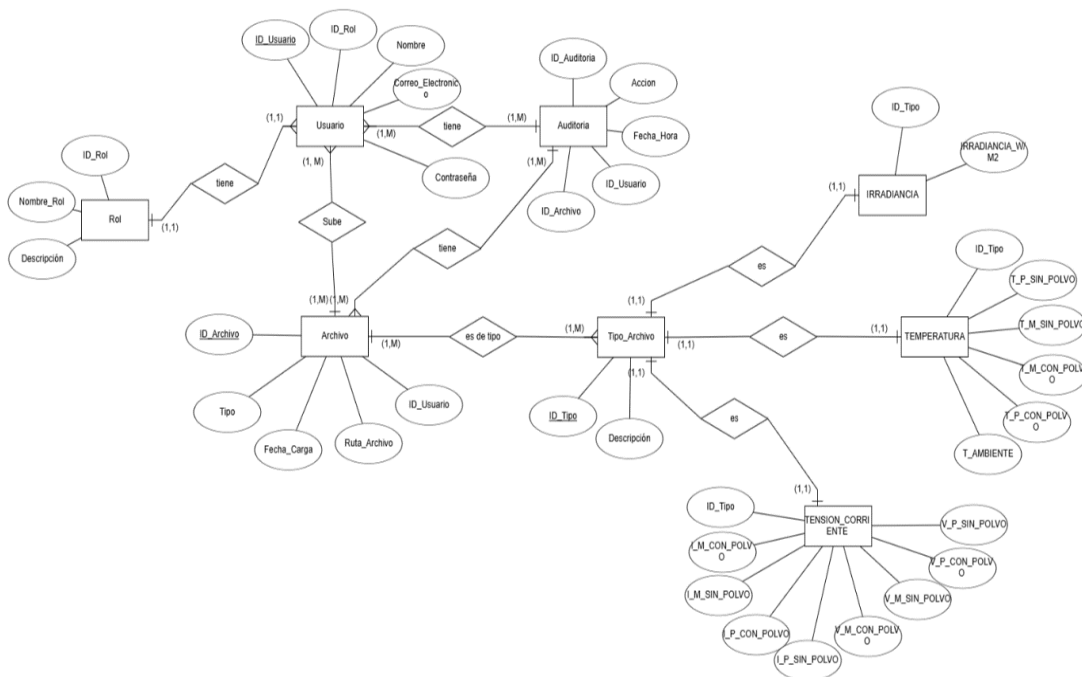 ID_Rol
ID_Usuario
Nombre
Correo_Electronic
o
Usuario
(1,1)
(1,M)
tiene
(1,M)
(1, M)
Contraseña
ID_Auditoria
Accion
Auditoria
Fecha_Hora
(1,M)
ID_Usuario
ID_Archivo
ID_Rol
Nombre_Rol
Rol
Descripción
(1,1)
tiene
Sube
tiene
ID_Tipo
IRRADIANCIA_W/
M2
(1,1)
IRRADIANCIA
es
(1,M)
(1,M)
ID_Archivo
Archivo
(1,M)
es de tipo
(1,M)
Tipo
Fecha_Carga
Ruta_Archivo
ID_Usuario
(1,1)
Tipo_Archivo
(1,1)
(1,1)
es
(1,1)
ID_Tipo
Descripción
ID_Tipo
T_P_SIN_POLVO
T_M_SIN_POLVO
TEMPERATURA
T_M_CON_POLV
O
T_P_CON_POLV
O
T_AMBIENTE
es
(1,1)
ID_Tipo
TENSION_CORRI
ENTE
V_P_SIN_POLVO
I_M_CON_POLV
O
V_P_CON_POLV
O
I_M_SIN_POLVO
V_M_SIN_POLVO
I_P_CON_POLVO
V_M_CON_POLV
O
I_P_SIN_POLVO